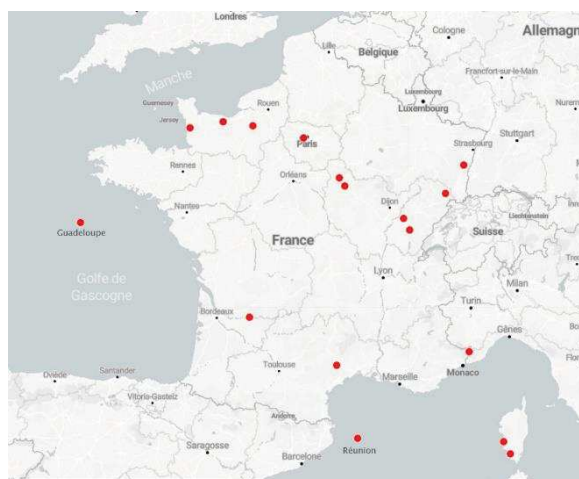 Londres
Lille
Belgique
Cologne
Allemagn
Francfort-sur-le-Main
Manche
Guernesey
Jersey
Rouen
Luxembourg
Luxembourg
Nurem
Paris
Strasbourg
Stuttgart
Rennes
Orléans
Nantes
Dijon
Liechtenstein
Guadeloupe
France
Suisse
Golfe de
Gascogne
Lyon
Milan
Turin
Bordeaux
Gênes
Toulouse
Marseille
Monaco
Oviedo
Santander
Vitoria-Gasteiz
Andorre
Saragosse
Barcelone
Réunion